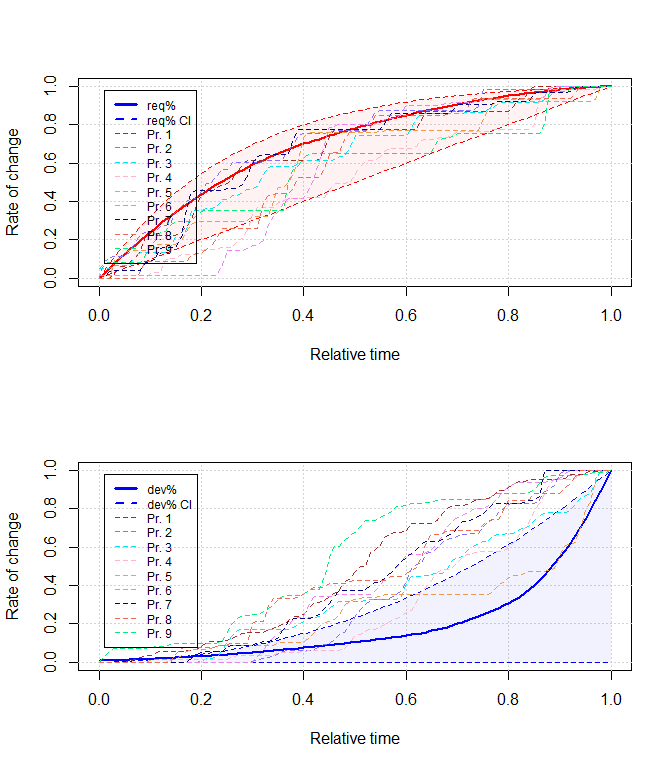 Rate of change
1.0
0.8
0.6
0.4
0.2
0.0
req%
req% CI
Pr. 1
Pr. 2
Pr. 3
Pr. 4
Pr. 5
Pr. 6
Pr. 7
Pr. 8
Pr. 9
0.0 0.2 0.4 0.6 0.8 1.0
Relative time
Rate of change
1.0
0.8
0.6
0.4
0.2
0.0
dev%
dev% CI
Pr. 1
Pr. 2
Pr. 3
Pr. 4
Pr. 5
Pr. 6
Pr. 7
Pr. 8
Pr. 9
0.0 0.2 0.4 0.6 0.8 1.0
Relative time